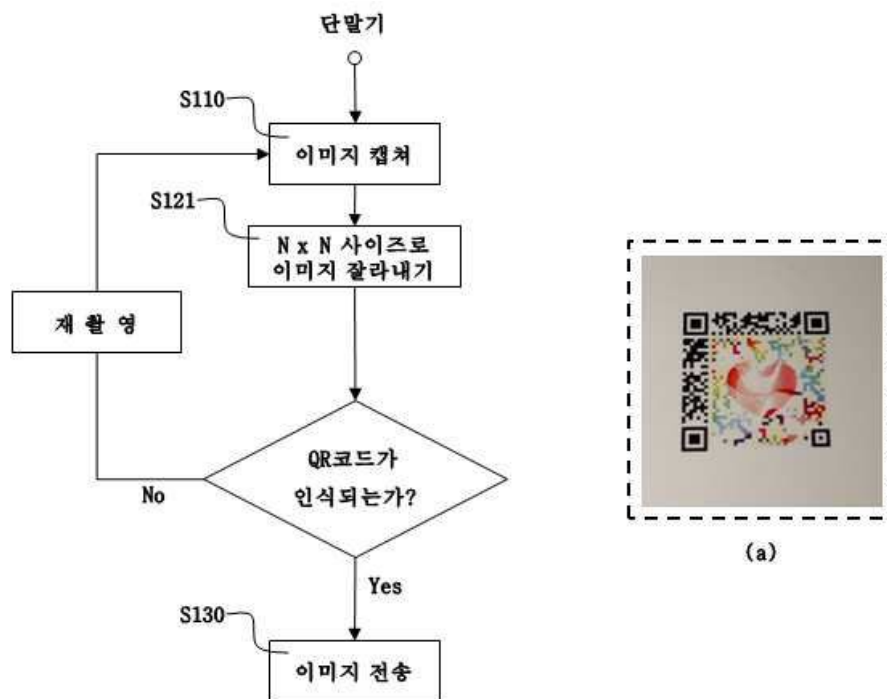 단말기
S110
이미지 캡쳐
S121
N x N 사이즈로
이미지 잘라내기
재 촬 영
QR코드가
인식되는가?
No
(a)
Yes
S130
이미지 전송